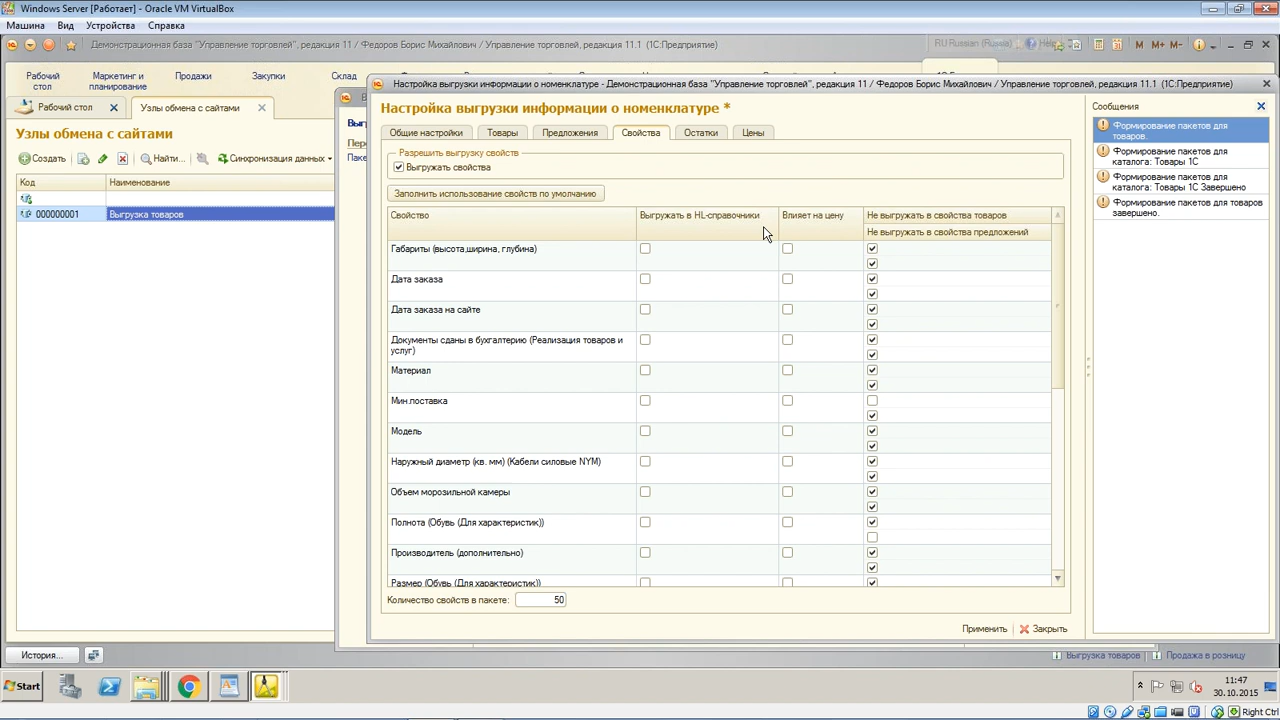 Windows Server [Работает] - Oracle VM VirtualBox
Машина Вид Устройства Справка
Демонстрационная база "Управление торговлей", редакция 11 / Федоров Борис Михайлович / Управление торговлей, редакция 11.1 (1С:Предприятие)
RU Russian (Russia) Help
M M+ M-
Рабочий стол
Маркетинг и планирование
Продажи
Закупки
Склад
Рабочий стол
Узлы обмена с сайтами
Узлы обмена с сайтами
Создать
Найти...
Синхронизация данных
Код Наименование
000000001 Выгрузка товаров
История...
Настройка выгрузки информации о номенклатуре - Демонстрационная база "Управление торговлей", редакция 11 / Федоров Борис Михайлович / Управление торговлей, редакция 11.1 (1С:Предприятие)
Настройка выгрузки информации о номенклатуре *
Общие настройки Товары Предложения Свойства Остатки Цены
Разрешить выгрузку свойств
Выгружать свойства
Заполнить использование свойств по умолчанию
Свойство Выгружать в HL-справочники Влияет на цену Не выгружать в свойства товаров
Не выгружать в свойства предложений
Габариты (высота,ширина, глубина)
Дата заказа
Дата заказа на сайте
Документы сданы в бухгалтерию (Реализация товаров и
услуг)
Материал
Мин.поставка
Модель
Наружный диаметр (кв. мм) (Кабели силовые NYM)
Объем морозильной камеры
Полнота (Обувь (Для характеристик))
Производитель (дополнительно)
Размер (Обувь (Для характеристик))
Количество свойств в пакете: 50
Применить Закрыть
Сообщения
Формирование пакетов для
товаров.
Формирование пакетов для
каталога: Товары 1С
Формирование пакетов для
каталога: Товары 1С Завершено
Формирование пакетов для товаров
завершено.
Выгрузка товаров Продажа в розницу
Start
11:47
30.10.2015
Right Ctrl